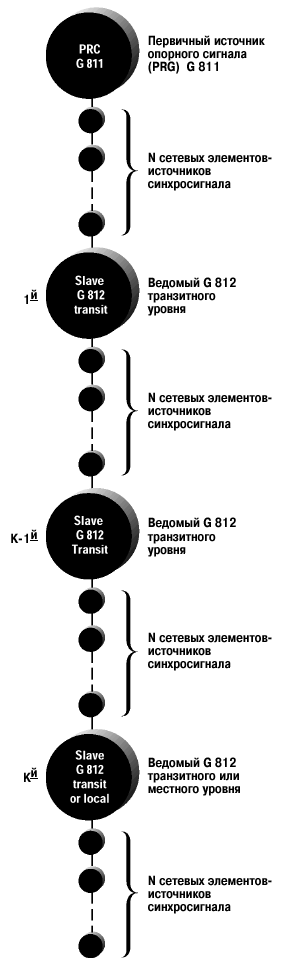 PRC
G 811
Первичный источник
опорного сигнала
(PRG) G 811
N сетевых элементов-
источников
синхросигнала
1й
Slave
G 812
transit
Ведомый G 812
транзитного
уровня
N сетевых элементов-
источников
синхросигнала
K-1й
Slave
G 812
Transit
Ведомый G 812
транзитного
уровня
N сетевых элементов-
источников
синхросигнала
Kй
Slave
G 812
transit
or local
Ведомый G 812
транзитного или
местного уровня
N сетевых элементов-
источников
синхросигнала